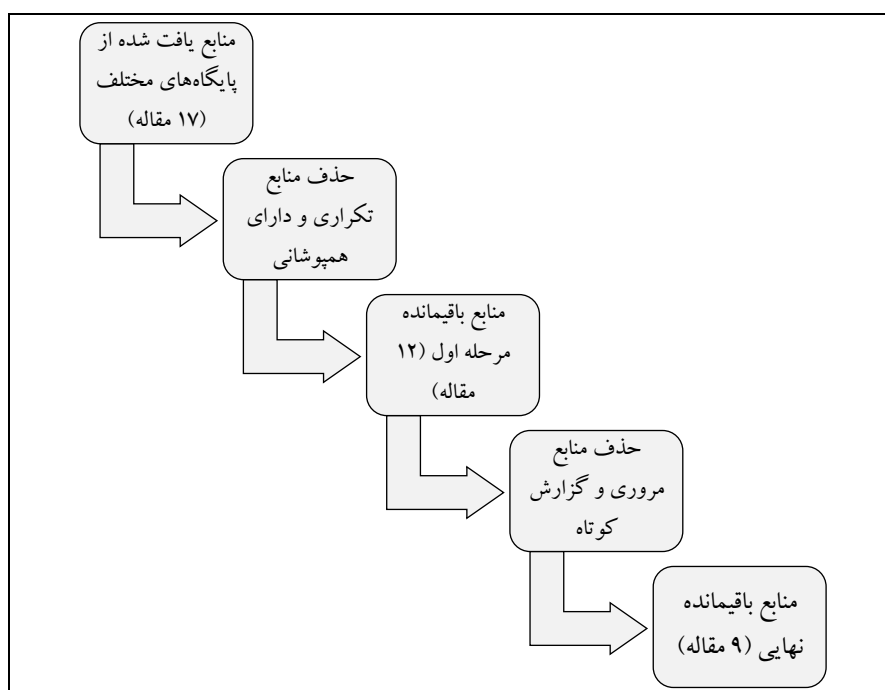 منابع یافت شده از
پایگاه‌های مختلف
(۱۷ مقاله)
حذف منابع
تکراری و دارای
همپوشانی
منابع باقیمانده
مرحله اول (۱۲
مقاله)
حذف منابع
مروری و گزارش
کوتاه
منابع باقیمانده
نهایی (۹ مقاله)